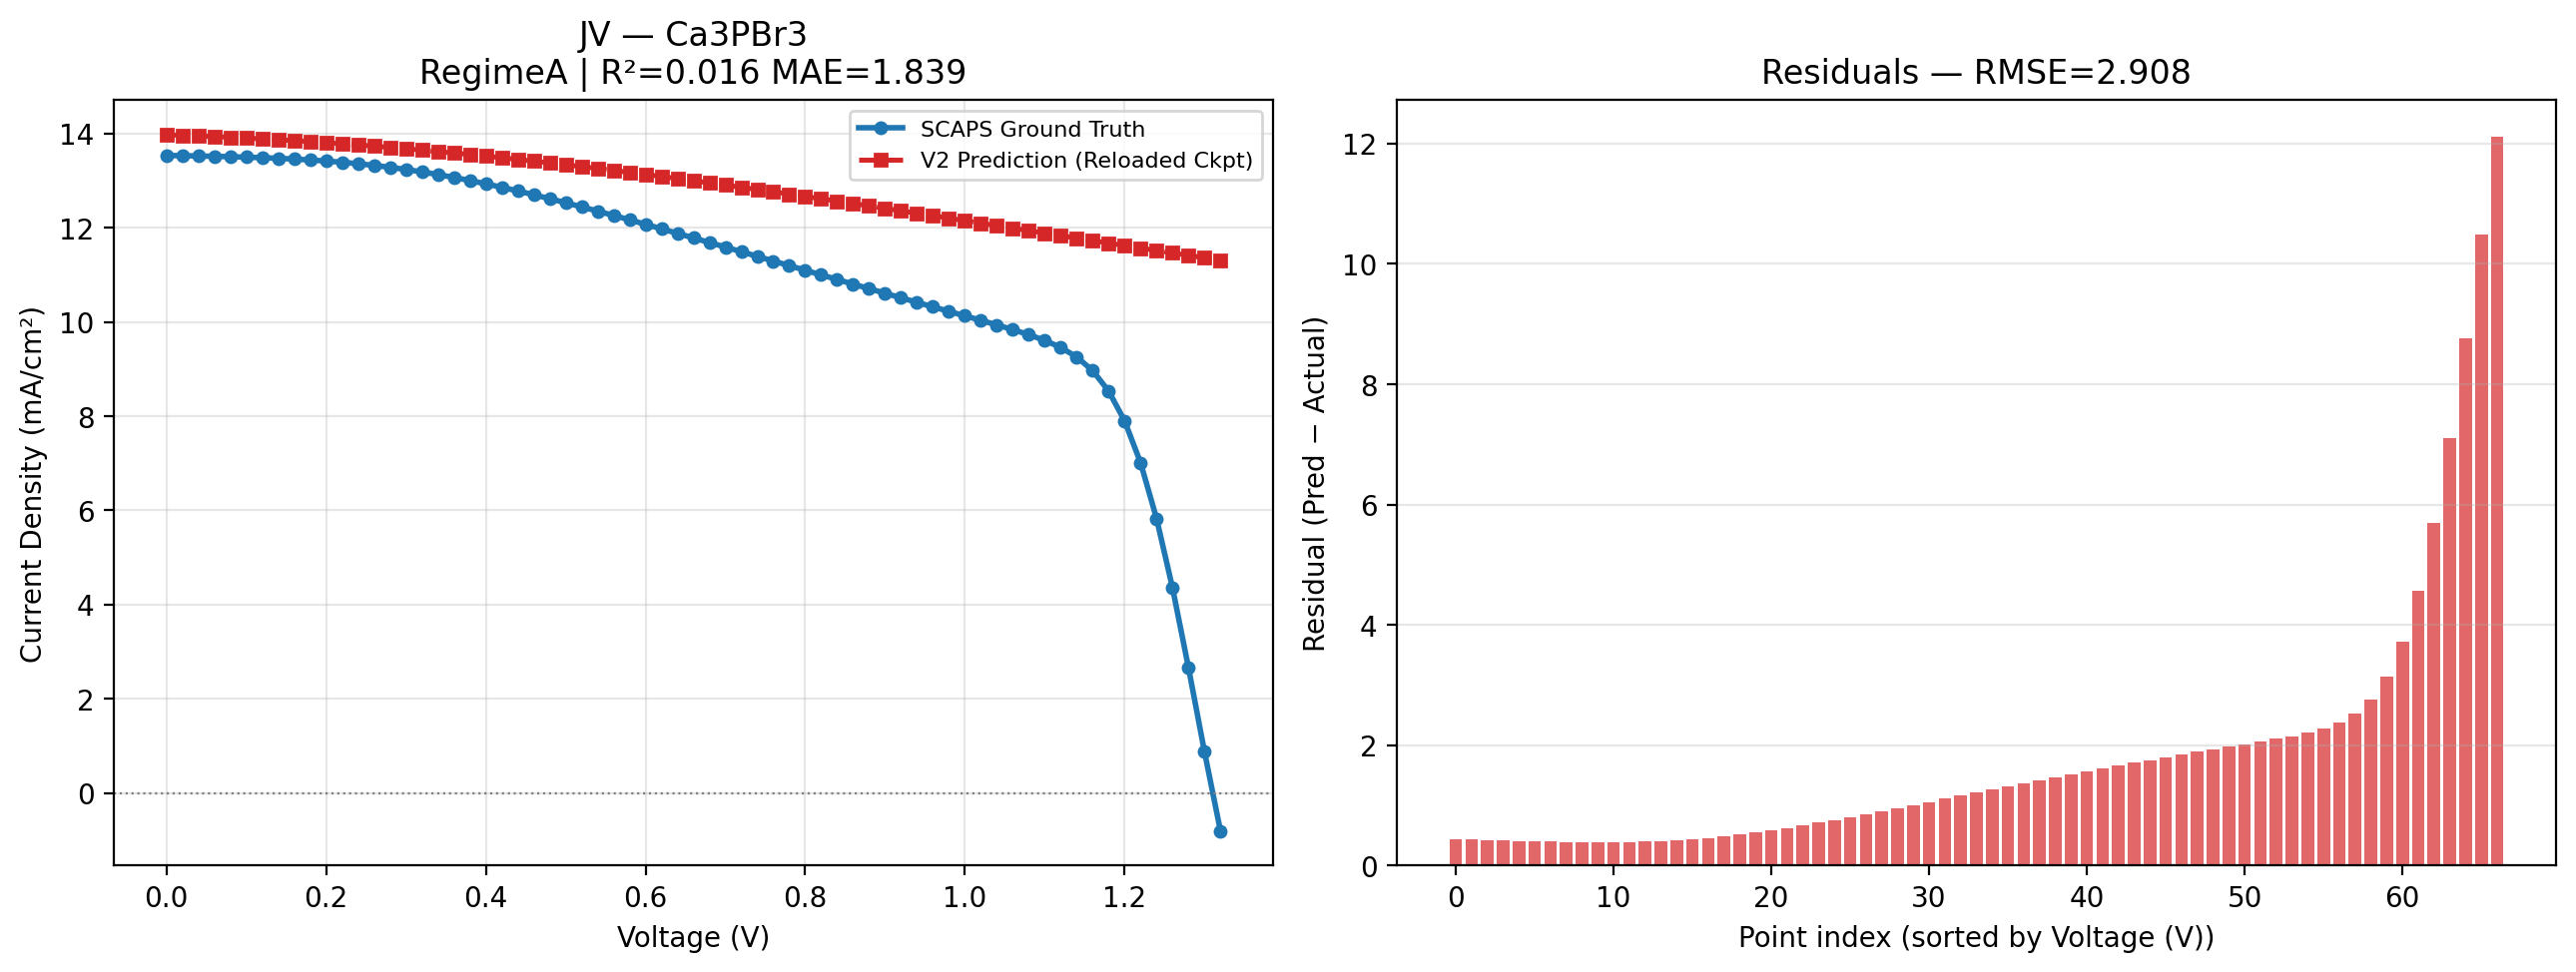 JV — Ca3PBr3
RegimeA | R²=0.016 MAE=1.839
Current Density (mA/cm²)
14
12
10
8
6
4
2
0
SCAPS Ground Truth
V2 Prediction (Reloaded Ckpt)
0.0 0.2 0.4 0.6 0.8 1.0 1.2
Voltage (V)
Residuals — RMSE=2.908
Residual (Pred − Actual)
12
10
8
6
4
2
0
0 10 20 30 40 50 60
Point index (sorted by Voltage (V))